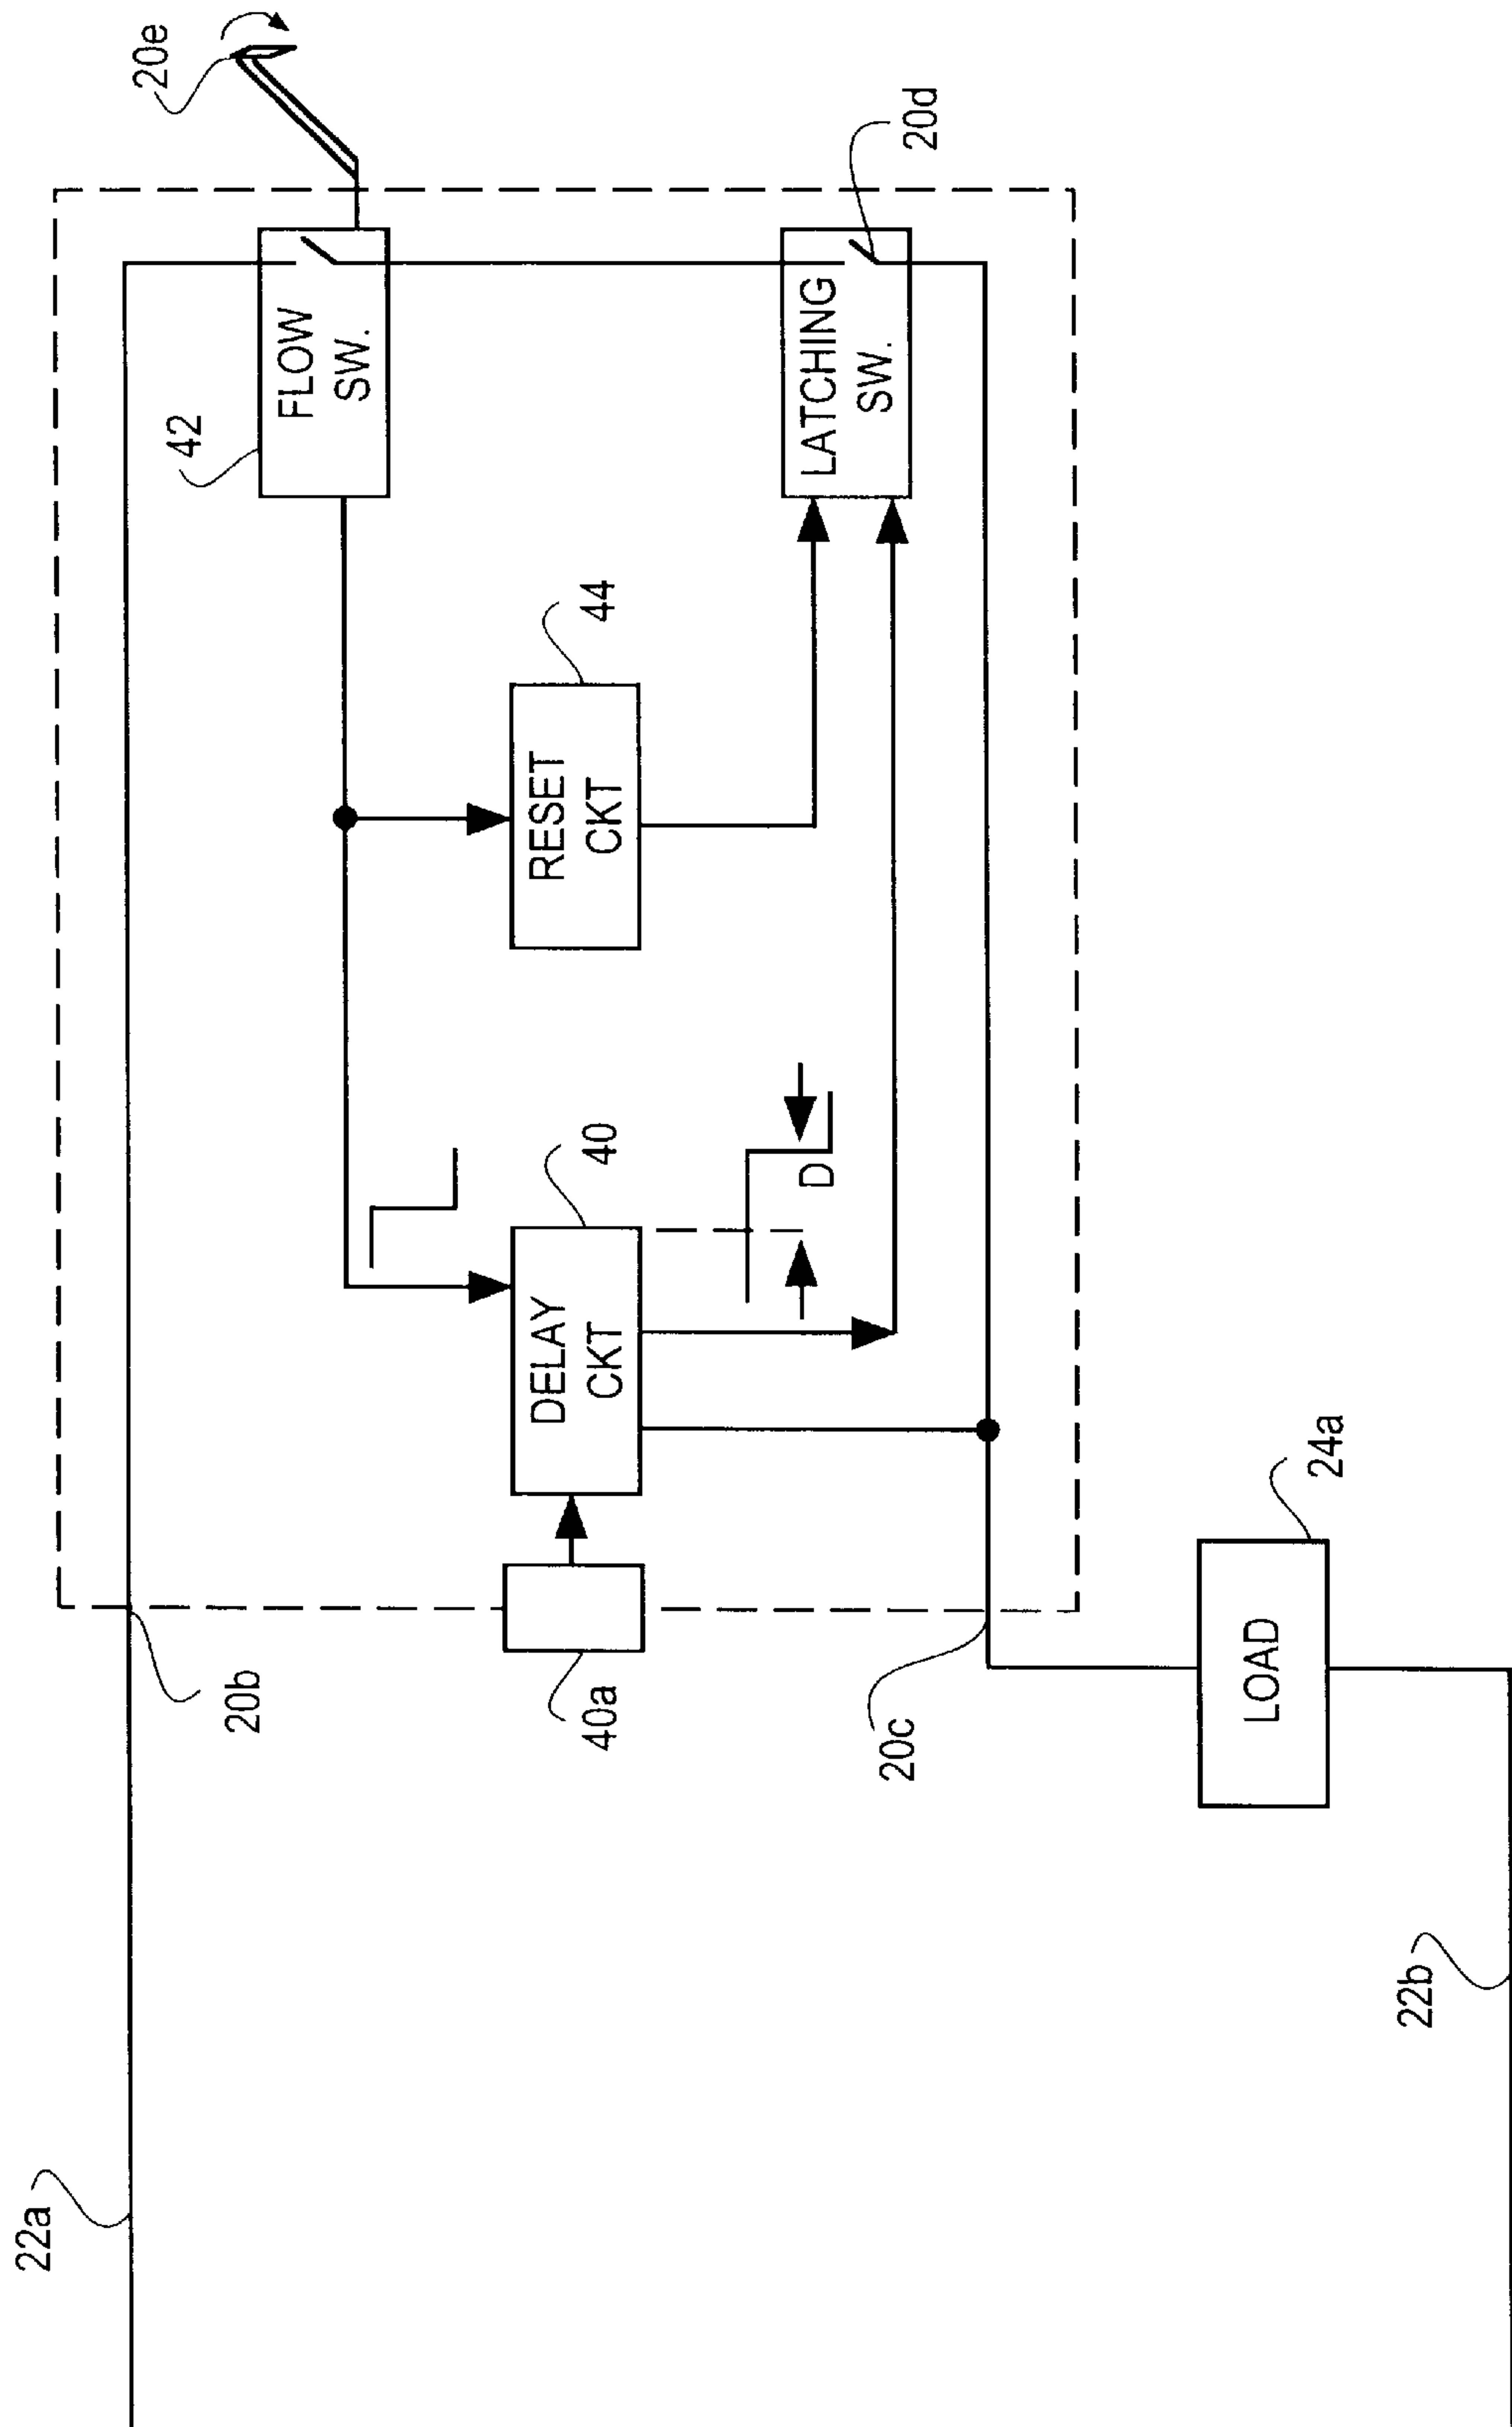 22a
20b
42
FLOW
SW.
20e
40
DELAY
CKT
44
RESET
CKT
40a
D
LATCHING
SW.
20d
20c
24a
LOAD
22b